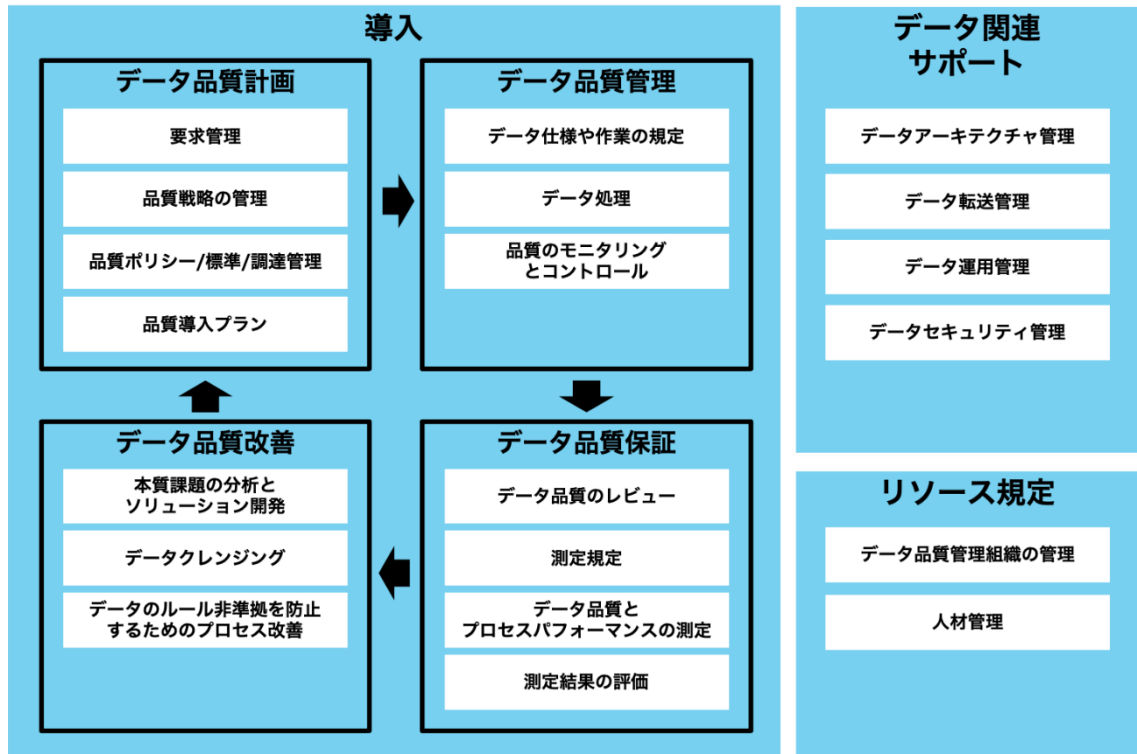 導入
データ品質計画
要求管理
品質戦略の管理
品質ポリシー/標準/調達管理
品質導入プラン
データ品質管理
データ仕様や作業の規定
データ処理
品質のモニタリング
とコントロール
データ品質改善
本質課題の分析と
ソリューション開発
データクレンジング
データのルール非準拠を防止
するためのプロセス改善
データ品質保証
データ品質のレビュー
測定規定
データ品質と
プロセスパフォーマンスの測定
測定結果の評価
データ関連
サポート
データアーキテクチャ管理
データ転送管理
データ運用管理
データセキュリティ管理
リソース規定
データ品質管理組織の管理
人材管理